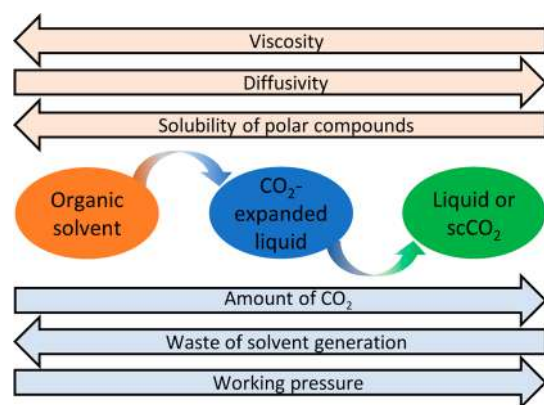 Viscosity
Diffusivity
Solubility of polar compounds
Organic
solvent
CO₂-
expanded
liquid
Liquid or
scCO₂
Amount of CO₂
Waste of solvent generation
Working pressure